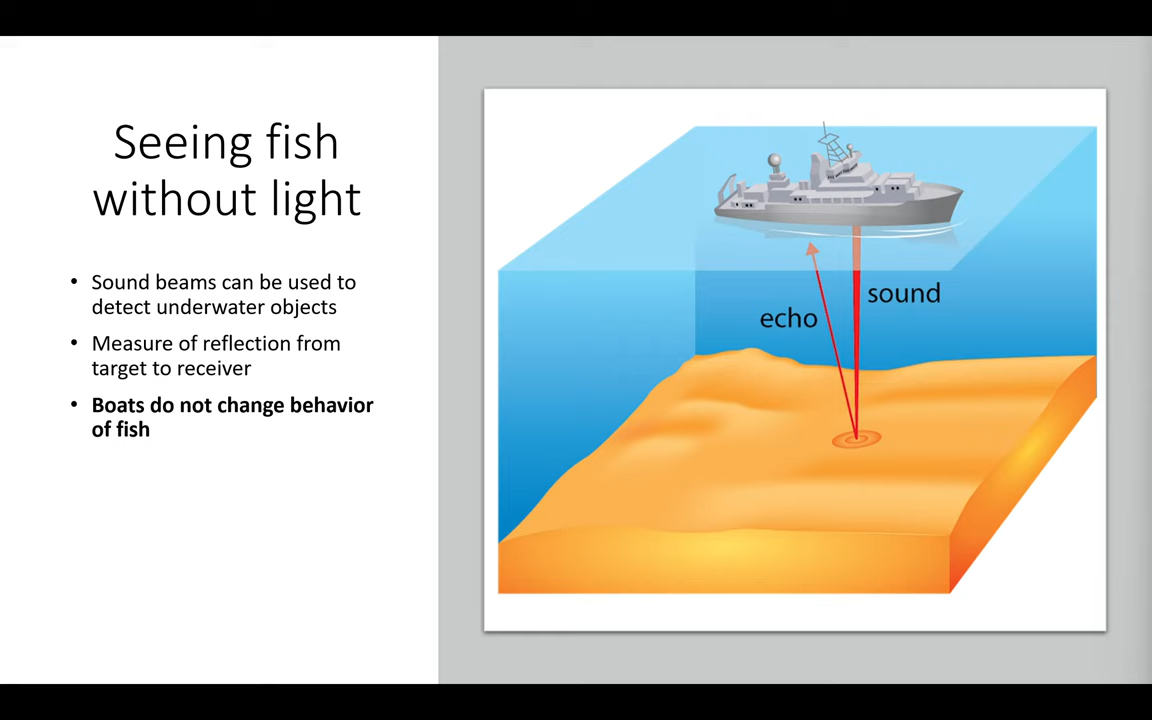 Seeing fish
without light
• Sound beams can be used to
detect underwater objects
• Measure of reflection from
target to receiver
• Boats do not change behavior
of fish
sound
echo